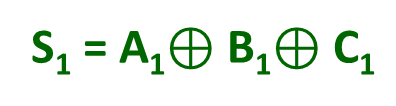 S₁ = A₁⊕ B₁⊕ C₁